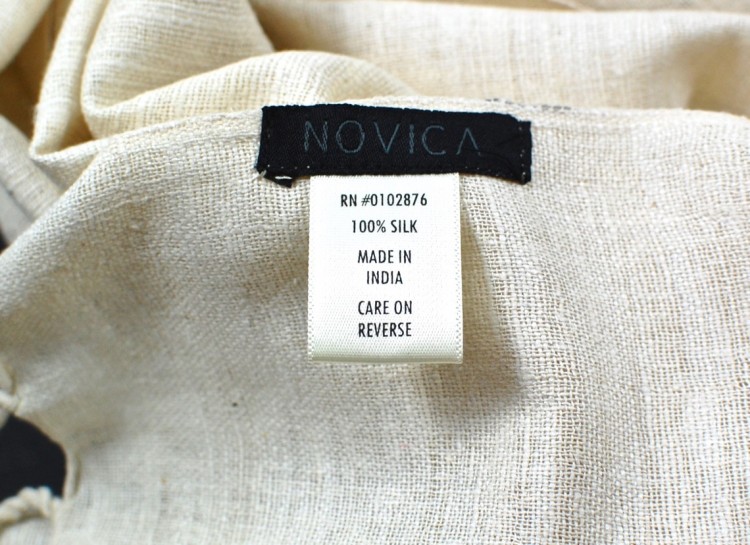 NOVICA
RN #0102876
100% SILK
MADE IN
INDIA
CARE ON
REVERSE